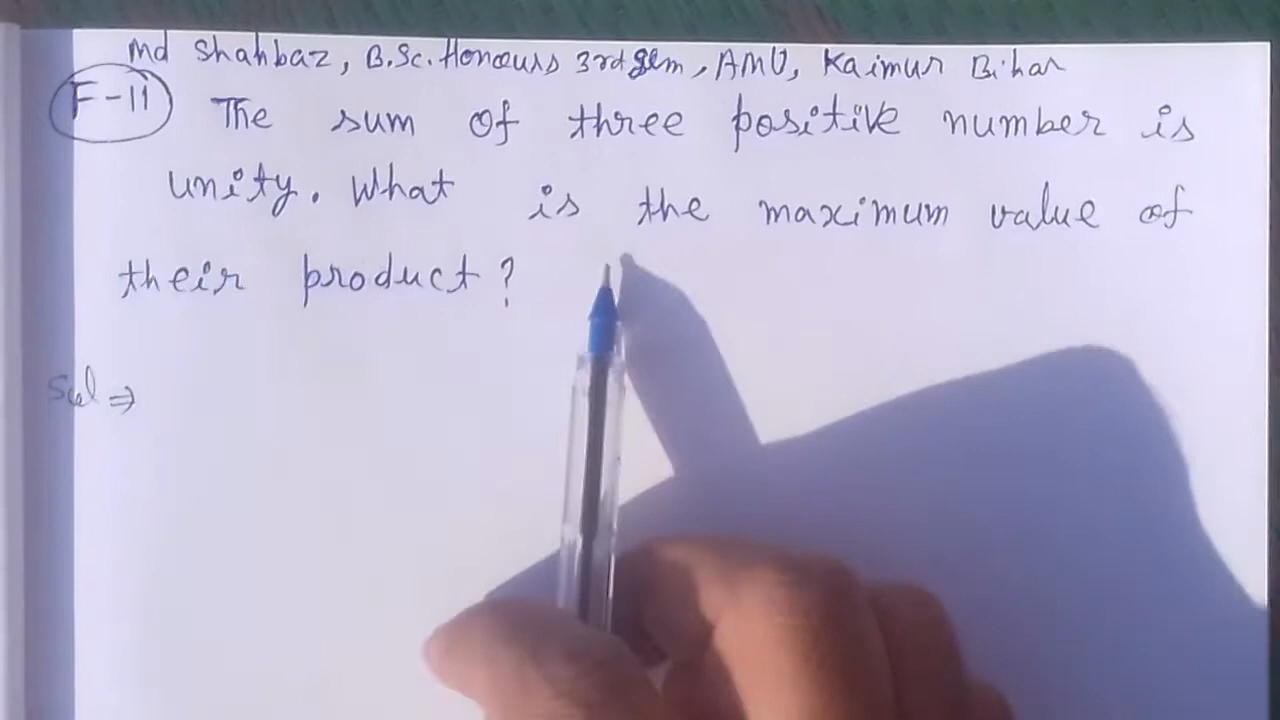 Md Shahbaz, B.Sc. Honours 3rd sem, AMU, Kaimur Bihar
F-11 The sum of three positive number is
unity. What is the maximum value of
their product?
Sol ⇒